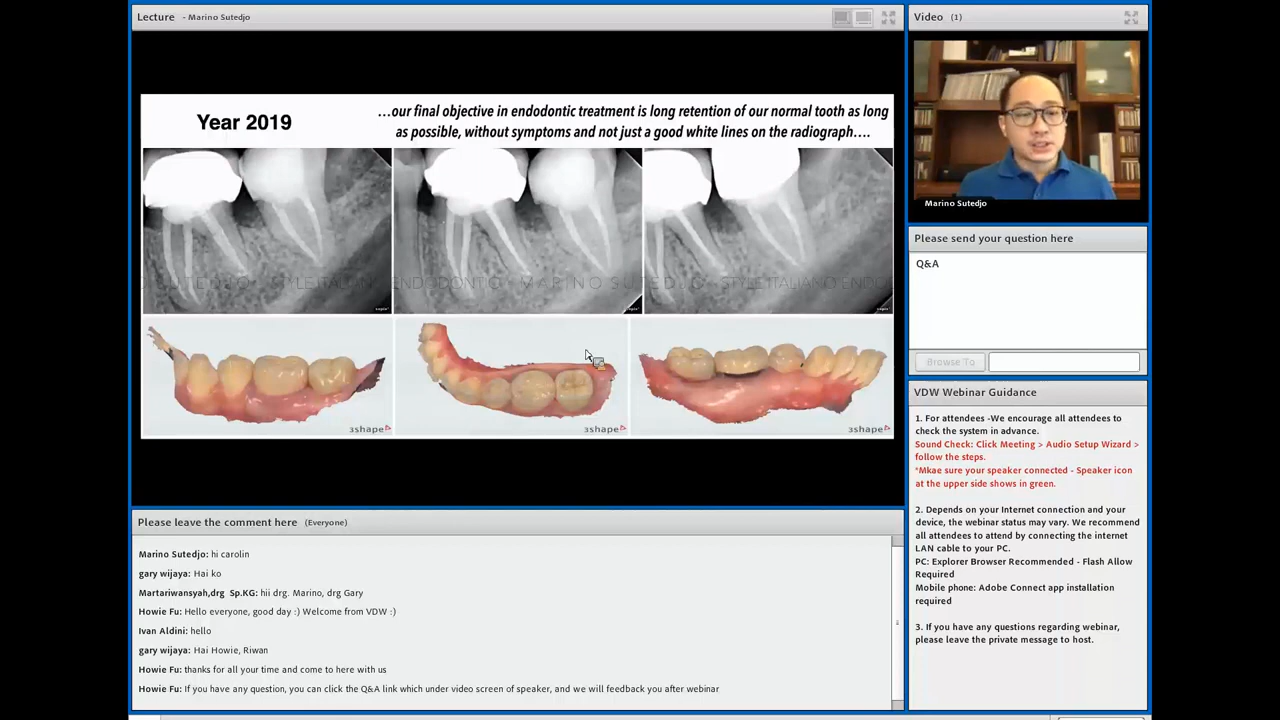 Lecture - Marino Sutedjo
Year 2019
...our final objective in endodontic treatment is long retention of our normal tooth as long
as possible, without symptoms and not just a good white lines on the radiograph....
MARINO SUTEDJO - STYLE ITALIANO ENDODONTIC
3shape
3shape
3shape
Please leave the comment here (Everyone)
Marino Sutedjo: hi carolin
gary wijaya: Hai ko
Martariwansyah,drg Sp.KG: hii drg. Marino, drg Gary
Howie Fu: Hello everyone, good day :) Welcome from VDW :)
Ivan Aldini: hello
gary wijaya: Hai Howie, Riwan
Howie Fu: thanks for all your time and come to here with us
Howie Fu: If you have any question, you can click the Q&A link which under video screen of speaker, and we will feedback you after webinar
Video (1)
Marino Sutedjo
Please send your question here
Q&A
Browse To
VDW Webinar Guidance
1. For attendees -We encourage all attendees to
check the system in advance.
Sound Check: Click Meeting > Audio Setup Wizard >
follow the steps.
*Mkae sure your speaker connected - Speaker icon
at the upper side shows in green.
2. Depends on your Internet connection and your
device, the webinar status may vary. We recommend
all attendees to attend by connecting the internet
LAN cable to your PC.
PC: Explorer Browser Recommended - Flash Allow
Required
Mobile phone: Adobe Connect app installation
required
3. If you have any questions regarding webinar,
please leave the private message to host.